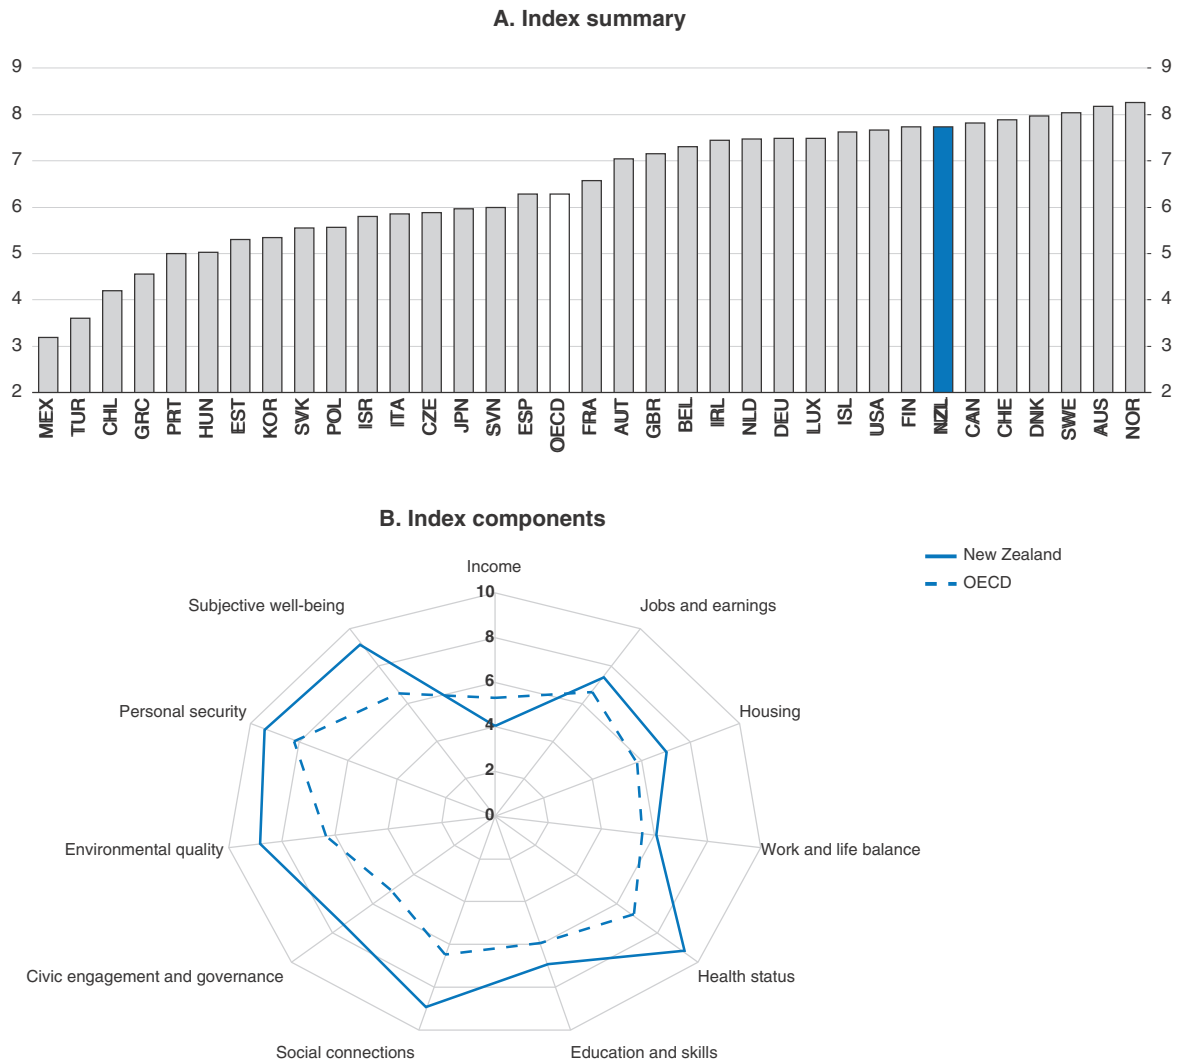 A. Index summary
9 9
8 8
7 7
6 6
5 5
4 4
3 3
2 2
MEX TUR CHL GRC PRT HUN EST KOR SVK POL ISR ITA CZE JPN SVN ESP OECD FRA AUT GBR BEL IRL NLD DEU LUX ISL USA FIN NZL CAN CHE DNK SWE AUS NOR
B. Index components
New Zealand
OECD
Income
10
Subjective well-being
Jobs and earnings
8
6
Personal security
Housing
4
2
0
Environmental quality
Work and life balance
Civic engagement and governance
Health status
Social connections
Education and skills